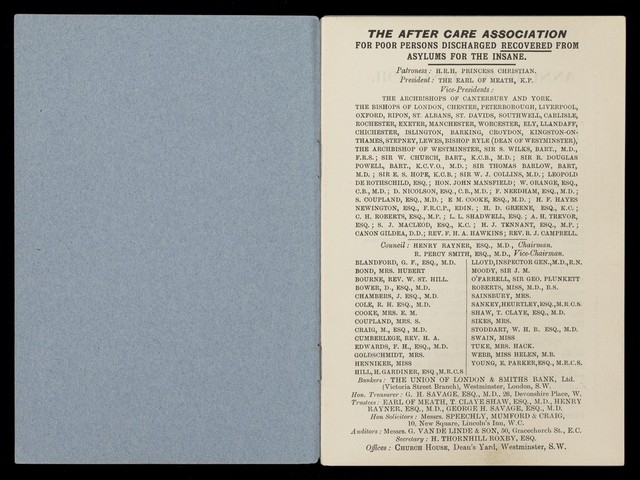 THE AFTER CARE ASSOCIATION
FOR POOR PERSONS DISCHARGED RECOVERED FROM
ASYLUMS FOR THE INSANE.
Patroness: H.R.H. PRINCESS CHRISTIAN.
President: THE EARL OF MEATH, K.P.
Vice-Presidents:
THE ARCHBISHOPS OF CANTERBURY AND YORK.
THE BISHOPS OF LONDON, CHESTER, PETERBOROUGH, LIVERPOOL,
OXFORD, RIPON, ST. ALBANS, ST. DAVIDS, SOUTHWELL, CARLISLE,
ROCHESTER, EXETER, MANCHESTER, WORCESTER, ELY, LLANDAFF,
CHICHESTER, ISLINGTON, BARKING, CROYDON, KINGSTON-ON-
THAMES, STEPNEY, LEWES, BISHOP RYLE (DEAN OF WESTMINSTER),
THE ARCHBISHOP OF WESTMINSTER, SIR S. WILKS, BART., M.D.,
F.R.S.; SIR W. CHURCH, BART., K.C.B., M.D.; SIR R. DOUGLAS
POWELL, BART., K.C.V.O., M.D.; SIR THOMAS BARLOW, BART.,
M.D.; SIR E. S. HOPE, K.C.B.; SIR W. J. COLLINS, M.D.; LEOPOLD
DE ROTHSCHILD, ESQ.; HON. JOHN MANSFIELD; W. ORANGE, ESQ.,
C.B., M.D.; D. NICOLSON, ESQ., C.B., M.D.; F. NEEDHAM, ESQ., M.D.;
S. COUPLAND, ESQ., M.D.; E M. COOKE, ESQ., M.D.; H. F. HAYES
NEWINGTON, ESQ., F.R.C.P., EDIN.; H. D. GREENE, ESQ., K.C.;
C. H. ROBERTS, ESQ., M.P.; L. L. SHADWELL, ESQ.; A. H. TREVOR,
ESQ.; S. J. MACLEOD, ESQ., K.C.; H. J. TENNANT, ESQ., M.P.;
CANON GILDEA, D.D.; REV. F. H. A. HAWKINS; REV. R. J. CAMPBELL.
Council: HENRY RAYNER, ESQ., M.D., Chairman.
R. PERCY SMITH, ESQ., M.D., Vice-Chairman.
BLANDFORD, G. F., ESQ., M.D.
BOND, MRS. HUBERT
BOURNE, REV. W. ST. HILL.
BOWER, D., ESQ., M.D.
CHAMBERS, J. ESQ., M.D.
COLE, R. H. ESQ., M.D.
COOKE, MRS. E. M.
COUPLAND, MRS. S.
CRAIG, M., ESQ., M.D.
CUMBERLEGE, REV. H. A.
EDWARDS, F. H., ESQ., M.D.
GOLDSCHMIDT, MRS.
HENNIKER, MISS
HILL, H. GARDINER, ESQ., M.R.C.S
LLOYD, INSPECTOR GEN., M.D., R.N.
MOODY, SIR J. M.
O'FARRELL, SIR GEO. PLUNKETT
ROBERTS, MISS, M.D., B.S.
SAINSBURY, MRS.
SANKEY, HEURTLEY, ESQ., M.R.C.S.
SHAW, T. CLAYE, ESQ., M.D.
SIKES, MRS.
STODDART, W. H. B. ESQ., M.D.
SWAIN, MISS
TUKE, MRS. HACK.
WEBB, MISS HELEN, M.B.
YOUNG, E. PARKER, ESQ., M.R.C.S.
Bankers: THE UNION OF LONDON & SMITHS BANK, Ltd.
(Victoria Street Branch), Westminster, London, S.W.
Hon. Treasurer: G. H. SAVAGE, ESQ., M.D., 26, Devonshire Place, W.
Trustees: EARL OF MEATH, T. CLAYE SHAW, ESQ., M.D., HENRY
RAYNER, ESQ., M.D., GEORGE H. SAVAGE, ESQ., M.D.
Hon Solicitors: Messrs. SPEECHLY, MUMFORD & CRAIG,
10, New Square, Lincoln's Inn, W.C.
Auditors: Messrs. G. VAN DE LINDE & SON, 50, Gracechurch St., E.C.
Secretary: H. THORNHILL ROXBY, ESQ.
Offices: CHURCH HOUSE, Dean's Yard, Westminster, S.W.